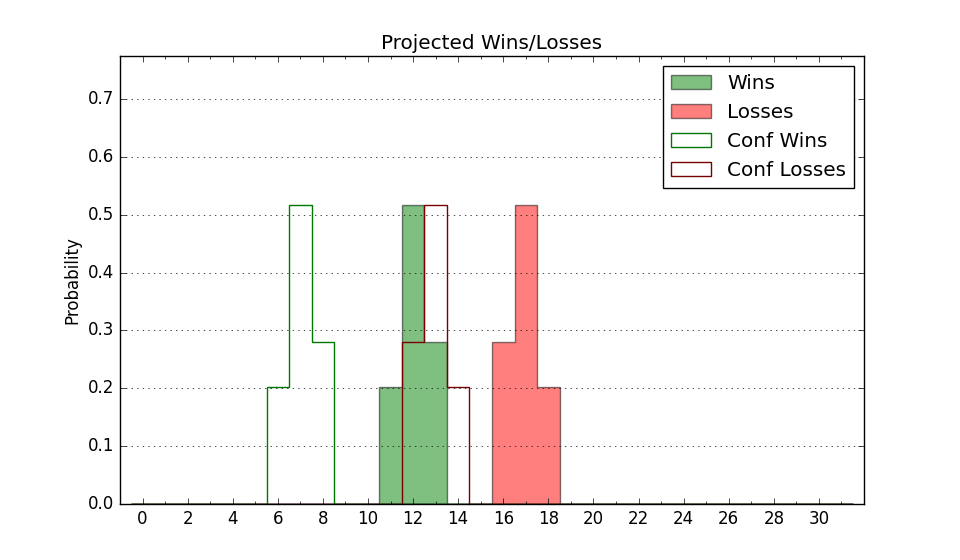 Projected Wins/Losses
Wins
Losses
Conf Wins
Conf Losses
Probability
0.7
0.6
0.5
0.4
0.3
0.2
0.1
0.0
0 2 4 6 8 10 12 14 16 18 20 22 24 26 28 30